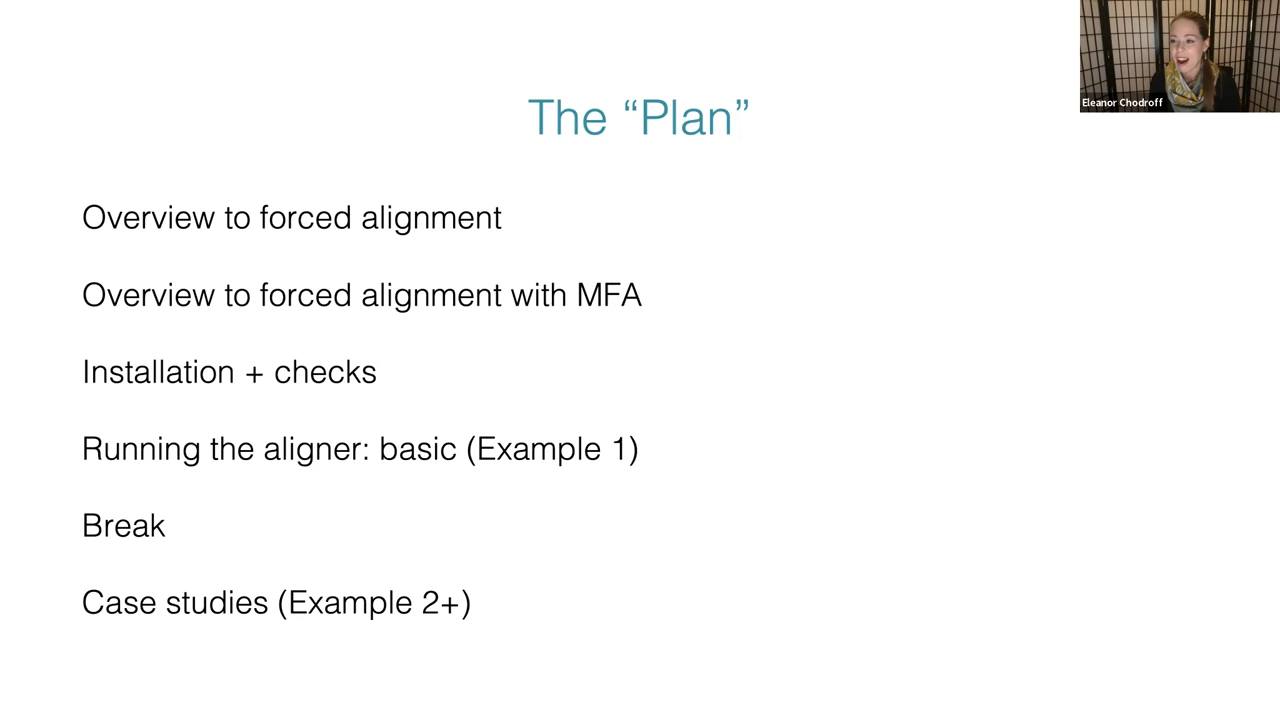 Eleanor Chodroff
The “Plan”
Overview to forced alignment
Overview to forced alignment with MFA
Installation + checks
Running the aligner: basic (Example 1)
Break
Case studies (Example 2+)